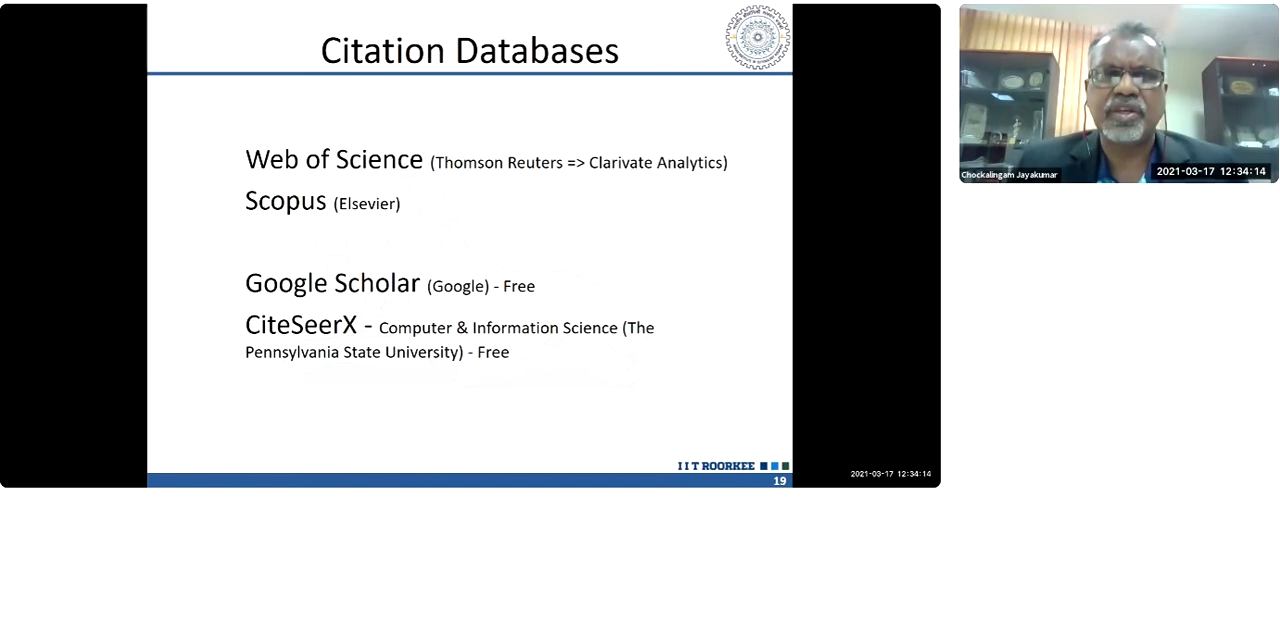 Citation Databases
Web of Science (Thomson Reuters => Clarivate Analytics)
Scopus (Elsevier)
Google Scholar (Google) - Free
CiteSeerX - Computer & Information Science (The
Pennsylvania State University) - Free
IIT ROORKEE
19
2021-03-17 12:34:14
Chockalingam Jayakumar
2021-03-17 12:34:14